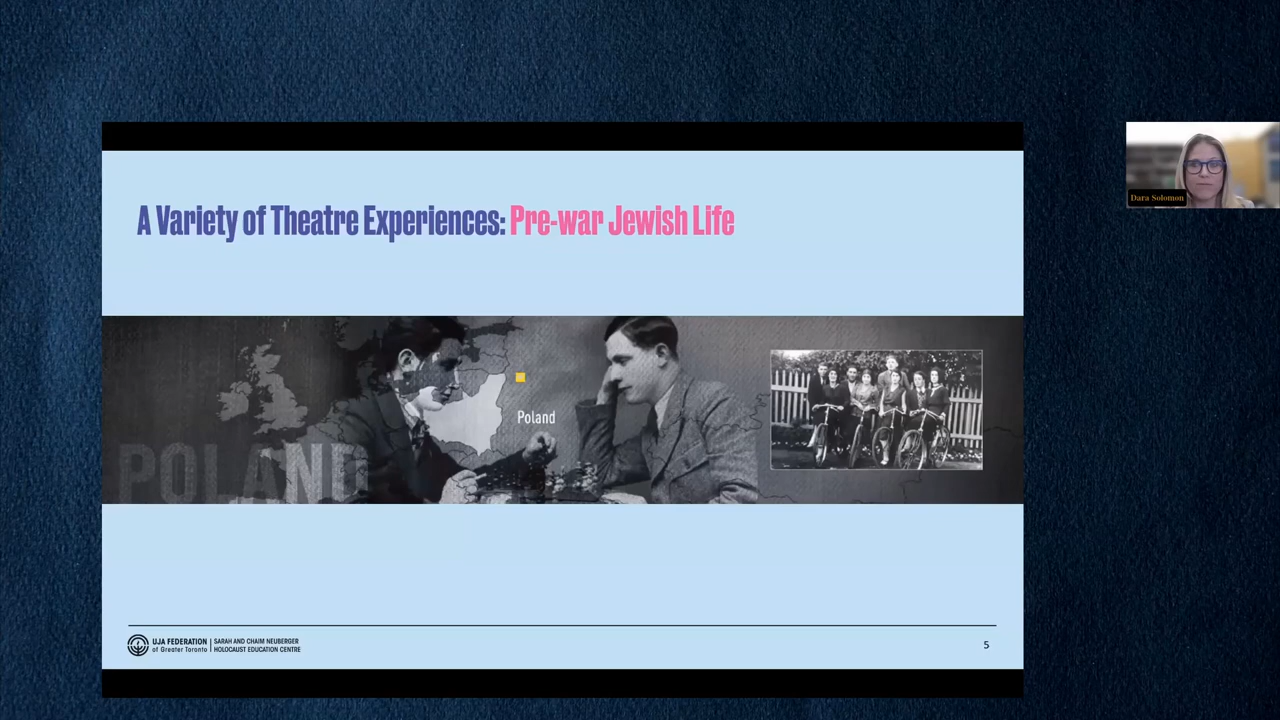 A Variety of Theatre Experiences: Pre-war Jewish Life
Dara Solomon
Poland
POLAND
UJA FEDERATION
of Greater Toronto
SARAH AND CHAIM NEUBERGER
HOLOCAUST EDUCATION CENTRE
5